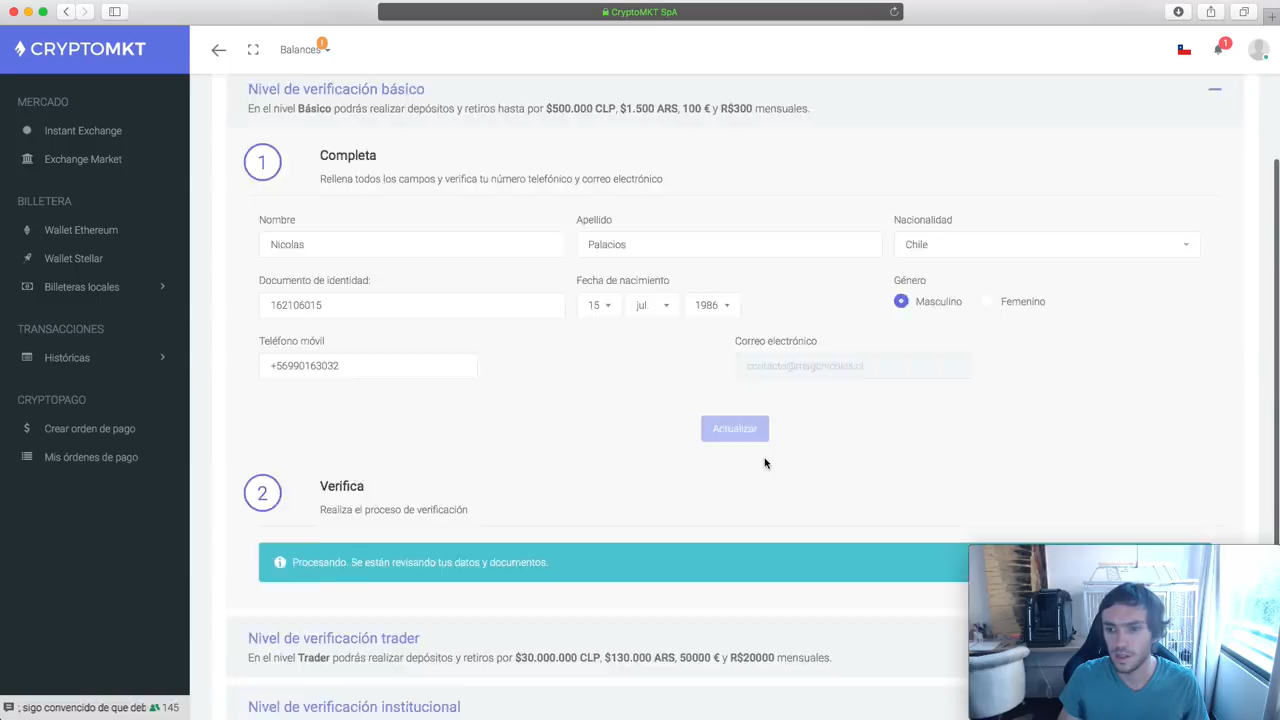 CryptoMKT SpA
CRYPTOMKT
Balances
1
MERCADO
Instant Exchange
Exchange Market
BILLETERA
Wallet Ethereum
Wallet Stellar
Billeteras locales
TRANSACCIONES
Históricas
CRYPTOPAGO
Crear orden de pago
Mis órdenes de pago
; sigo convencido de que deb 145
Nivel de verificación básico
En el nivel Básico podrás realizar depósitos y retiros hasta por $500.000 CLP, $1.500 ARS, 100 € y R$300 mensuales.
1
Completa
Rellena todos los campos y verifica tu número telefónico y correo electrónico
Nombre Apellido Nacionalidad
Nicolas Palacios Chile
Documento de identidad: Fecha de nacimiento Género
162106015 15 jul. 1986 Masculino Femenino
Teléfono móvil Correo electrónico
+56990163032
Actualizar
2
Verifica
Realiza el proceso de verificación
Procesando. Se están revisando tus datos y documentos.
Nivel de verificación trader
En el nivel Trader podrás realizar depósitos y retiros por $30.000.000 CLP, $130.000 ARS, 50000 € y R$20000 mensuales.
Nivel de verificación institucional